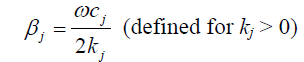 β_j = ωc_j / 2k_j (defined for k_j > 0)